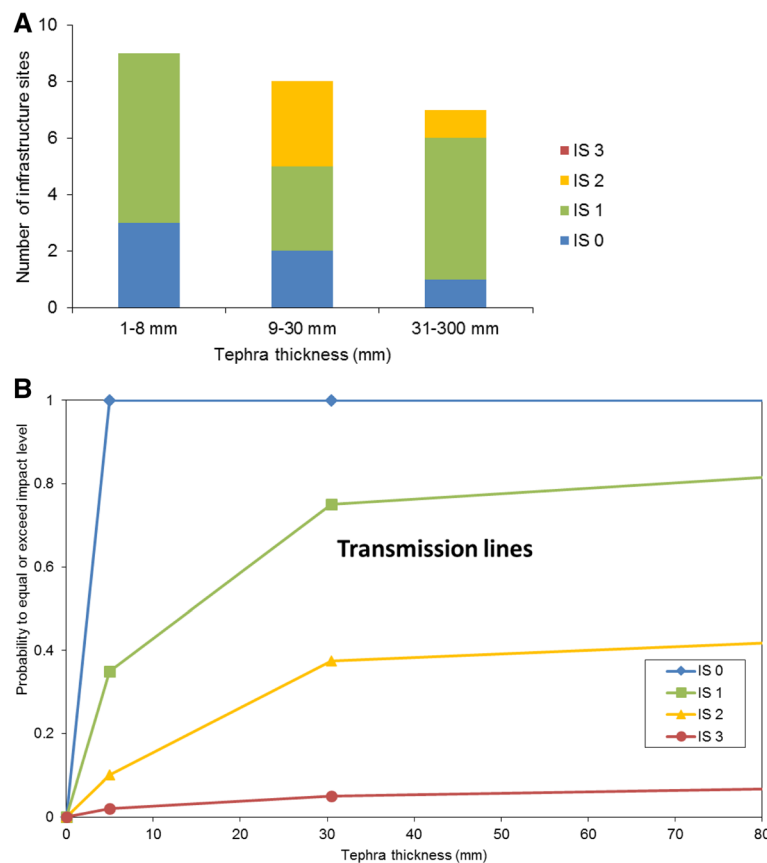 A
Number of infrastructure sites
10
8
6
4
2
0
1-8 mm 9-30 mm 31-300 mm
Tephra thickness (mm)
IS 3
IS 2
IS 1
IS 0
B
Probability to equal or exceed impact level
1
0.8
0.6
0.4
0.2
0
Transmission lines
IS 0
IS 1
IS 2
IS 3
0 10 20 30 40 50 60 70 80
Tephra thickness (mm)